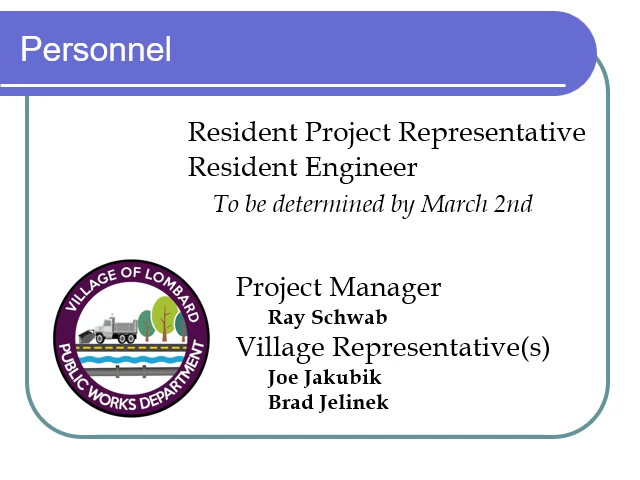 Personnel
Resident Project Representative
Resident Engineer
To be determined by March 2nd
Project Manager
Ray Schwab
Village Representative(s)
Joe Jakubik
Brad Jelinek
VILLAGE OF LOMBARD
PUBLIC WORKS DEPARTMENT